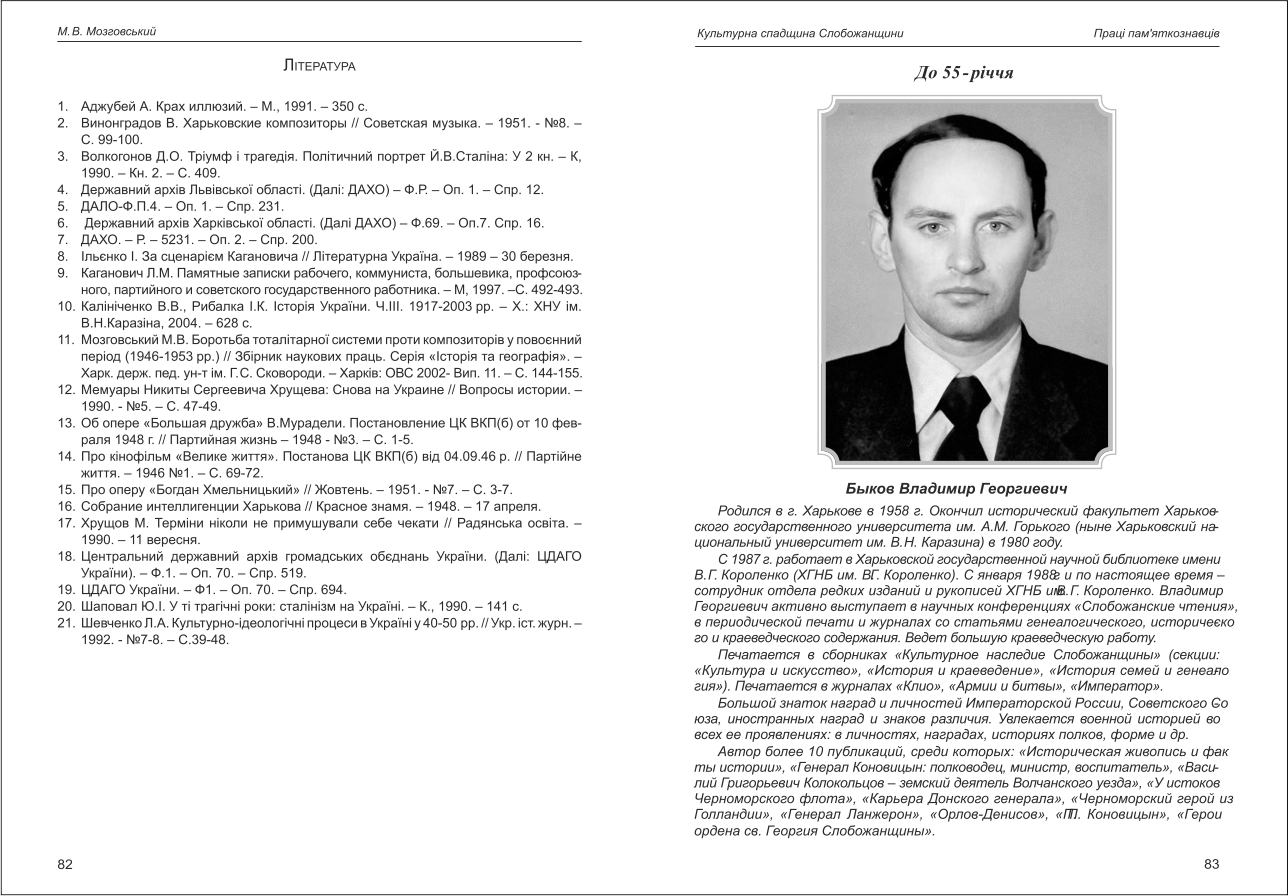 М. В. Мозговський
Література
1. Аджубей А. Крах иллюзий. – М., 1991. – 350 с.
2. Винонградов В. Харьковские композиторы // Советская музыка. – 1951. - №8. –
С. 99-100.
3. Волкогонов Д.О. Тріумф і трагедія. Політичний портрет Й.В.Сталіна: У 2 кн. – К,
1990. – Кн. 2. – С. 409.
4. Державний архів Львівської області. (Далі: ДАХО) – Ф.Р. – Оп. 1. – Спр. 12.
5. ДАЛО-Ф.П.4. – Оп. 1. – Спр. 231.
6. Державний архів Харківської області. (Далі ДАХО) – Ф.69. – Оп.7. Спр. 16.
7. ДАХО. – Р. – 5231. – Оп. 2. – Спр. 200.
8. Ільєнко І. За сценарієм Кагановича // Літературна Україна. – 1989 – 30 березня.
9. Каганович Л.М. Памятные записки рабочего, коммуниста, большевика, профсоюз-
ного, партийного и советского государственного работника. – М, 1997. –С. 492-493.
10. Калініченко В.В., Рибалка І.К. Історія України. Ч.ІІІ. 1917-2003 рр. – Х.: ХНУ ім.
В.Н.Каразіна, 2004. – 628 с.
11. Мозговський М.В. Боротьба тоталітарної системи проти композиторів у повоєнний
період (1946-1953 рр.) // Збірник наукових праць. Серія «Історія та географія». –
Харк. держ. пед. ун-т ім. Г.С. Сковороди. – Харків: ОВС 2002- Вип. 11. – С. 144-155.
12. Мемуары Никиты Сергеевича Хрущева: Снова на Украине // Вопросы истории. –
1990. - №5. – С. 47-49.
13. Об опере «Большая дружба» В.Мурадели. Постановление ЦК ВКП(б) от 10 фев-
раля 1948 г. // Партийная жизнь – 1948 - №3. – С. 1-5.
14. Про кінофільм «Велике життя». Постанова ЦК ВКП(б) від 04.09.46 р. // Партійне
життя. – 1946 №1. – С. 69-72.
15. Про оперу «Богдан Хмельницький» // Жовтень. – 1951. - №7. – С. 3-7.
16. Собрание интеллигенции Харькова // Красное знамя. – 1948. – 17 апреля.
17. Хрущов М. Терміни ніколи не примушували себе чекати // Радянська освіта. –
1990. – 11 вересня.
18. Центральний державний архів громадських обєднань України. (Далі: ЦДАГО
України). – Ф.1. – Оп. 70. – Спр. 519.
19. ЦДАГО України. – Ф1. – Оп. 70. – Спр. 694.
20. Шаповал Ю.І. У ті трагічні роки: сталінізм на Україні. – К., 1990. – 141 с.
21. Шевченко Л.А. Культурно-ідеологічні процеси в Україні у 40-50 рр. // Укр. іст. журн. –
1992. - №7-8. – С.39-48.
82
Культурна спадщина Слобожанщини Праці пам'яткознавців
До 55-річчя
Быков Владимир Георгиевич
Родился в г. Харькове в 1958 г. Окончил исторический факультет Харьков-
ского государственного университета им. А.М. Горького (ныне Харьковский на-
циональный университет им. В.Н. Каразина) в 1980 году.
С 1987 г. работает в Харьковской государственной научной библиотеке имени
В.Г. Короленко (ХГНБ им. В.Г. Короленко). С января 1988г. и по настоящее время –
сотрудник отдела редких изданий и рукописей ХГНБ им. В.Г. Короленко. Владимир
Георгиевич активно выступает в научных конференциях «Слобожанские чтения»,
в периодической печати и журналах со статьями генеалогического, историческо-
го и краеведческого содержания. Ведет большую краеведческую работу.
Печатается в сборниках «Культурное наследие Слобожанщины» (секции:
«Культура и искусство», «История и краеведение», «История семей и генеало-
гия»). Печатается в журналах «Клио», «Армии и битвы», «Император».
Большой знаток наград и личностей Императорской России, Советского Со-
юза, иностранных наград и знаков различия. Увлекается военной историей во
всех ее проявлениях: в личностях, наградах, историях полков, форме и др.
Автор более 10 публикаций, среди которых: «Историческая живопись и фак
ты истории», «Генерал Коновицын: полководец, министр, воспитатель», «Васи-
лий Григорьевич Колокольцов – земский деятель Волчанского уезда», «У истоков
Черноморского флота», «Карьера Донского генерала», «Черноморский герой из
Голландии», «Генерал Ланжерон», «Орлов-Денисов», «П.П. Коновицын», «Герои
ордена св. Георгия Слобожанщины».
83